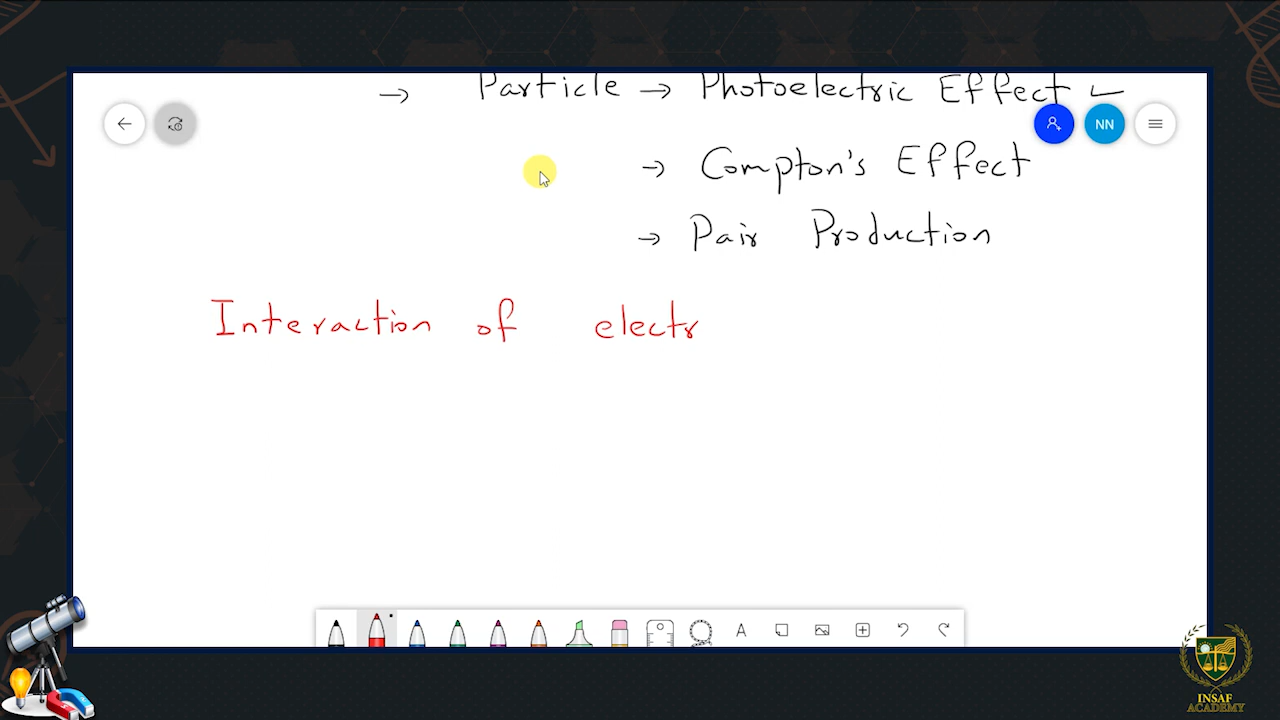 → Particle → Photoelectric Effect ✓
→ Compton's Effect
→ Pair Production
Interaction of electr
NN
A
INSAF
ACADEMY